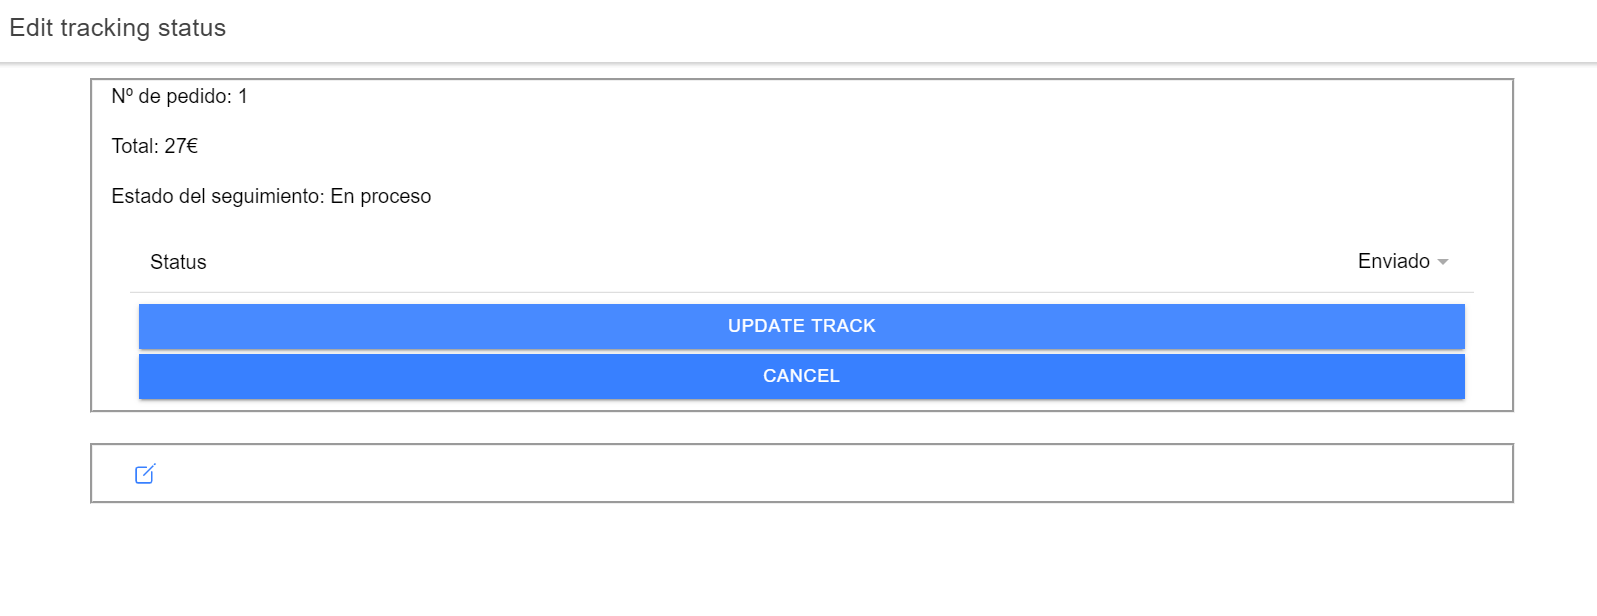 Edit tracking status
Nº de pedido: 1
Total: 27€
Estado del seguimiento: En proceso
Status Enviado
UPDATE TRACK
CANCEL